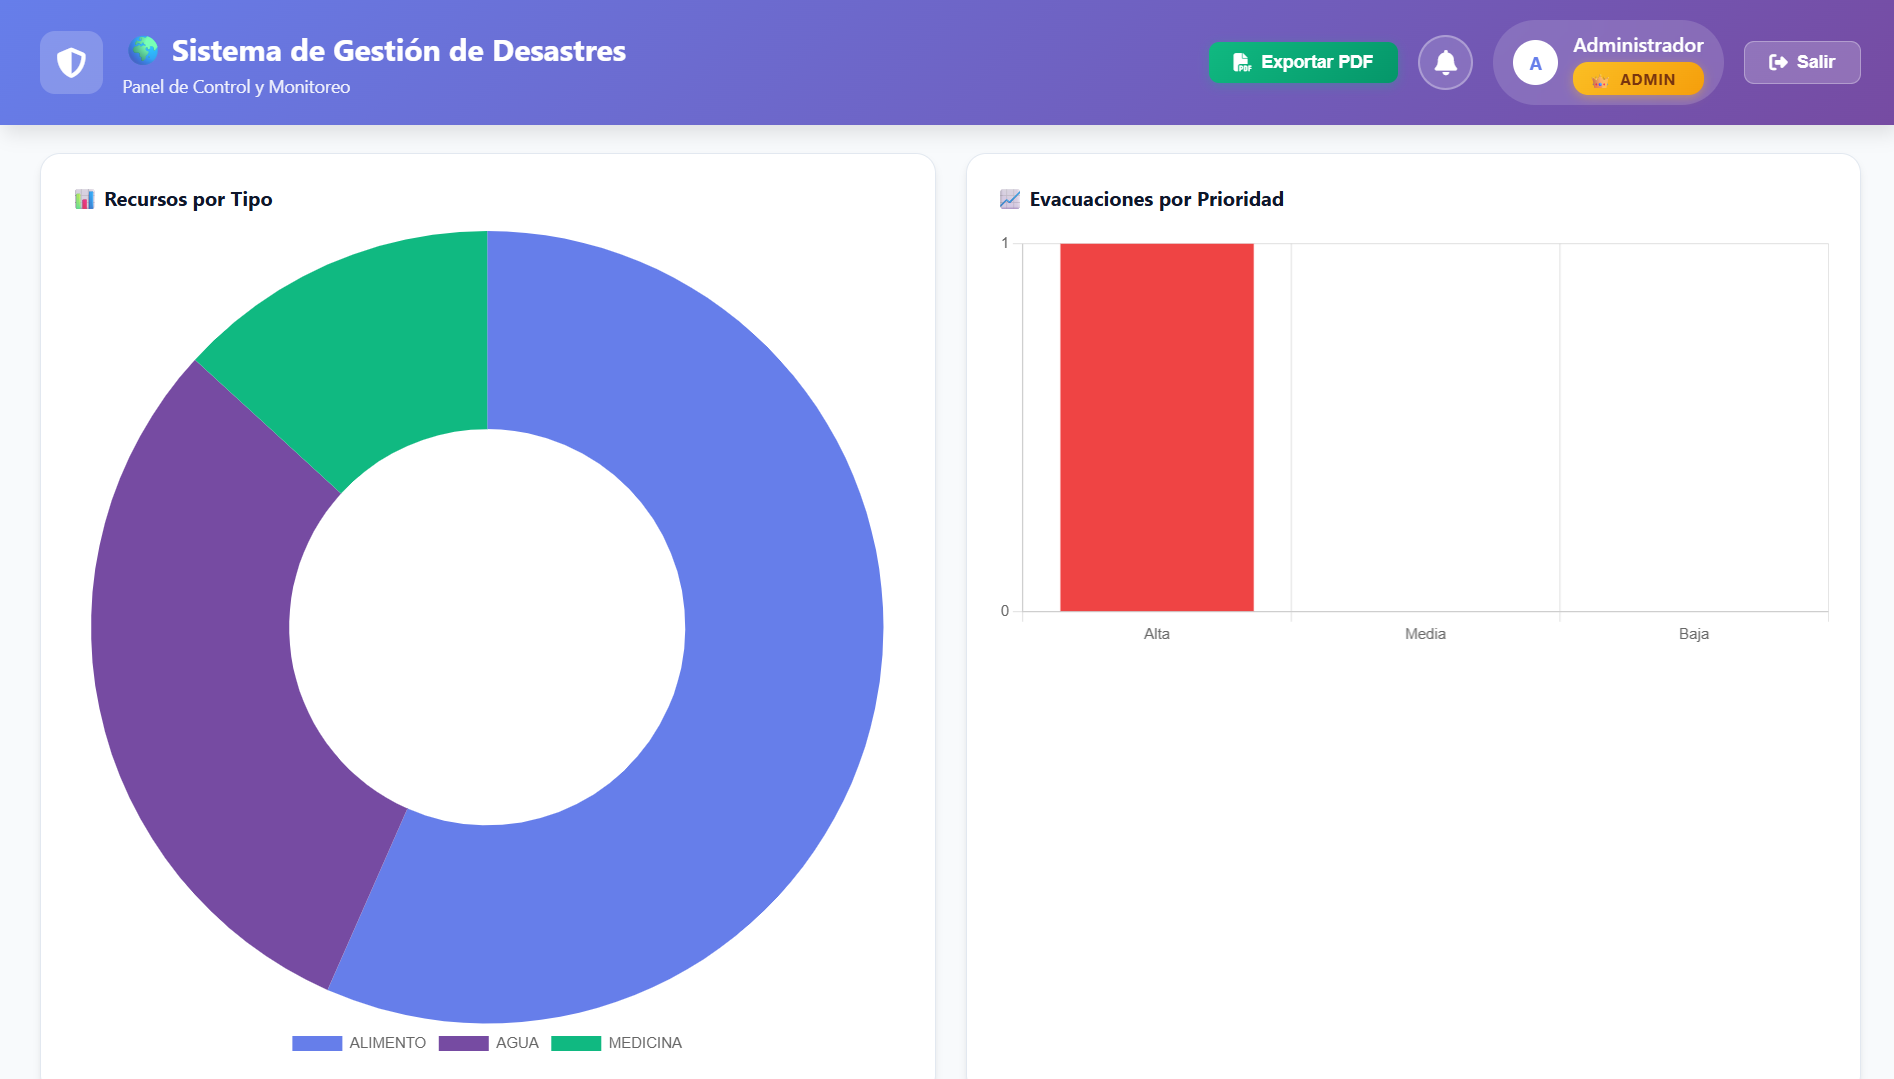 Sistema de Gestión de Desastres
Panel de Control y Monitoreo
Exportar PDF
A
Administrador
ADMIN
Salir
Recursos por Tipo
ALIMENTO
AGUA
MEDICINA
Evacuaciones por Prioridad
1
0
Alta
Media
Baja